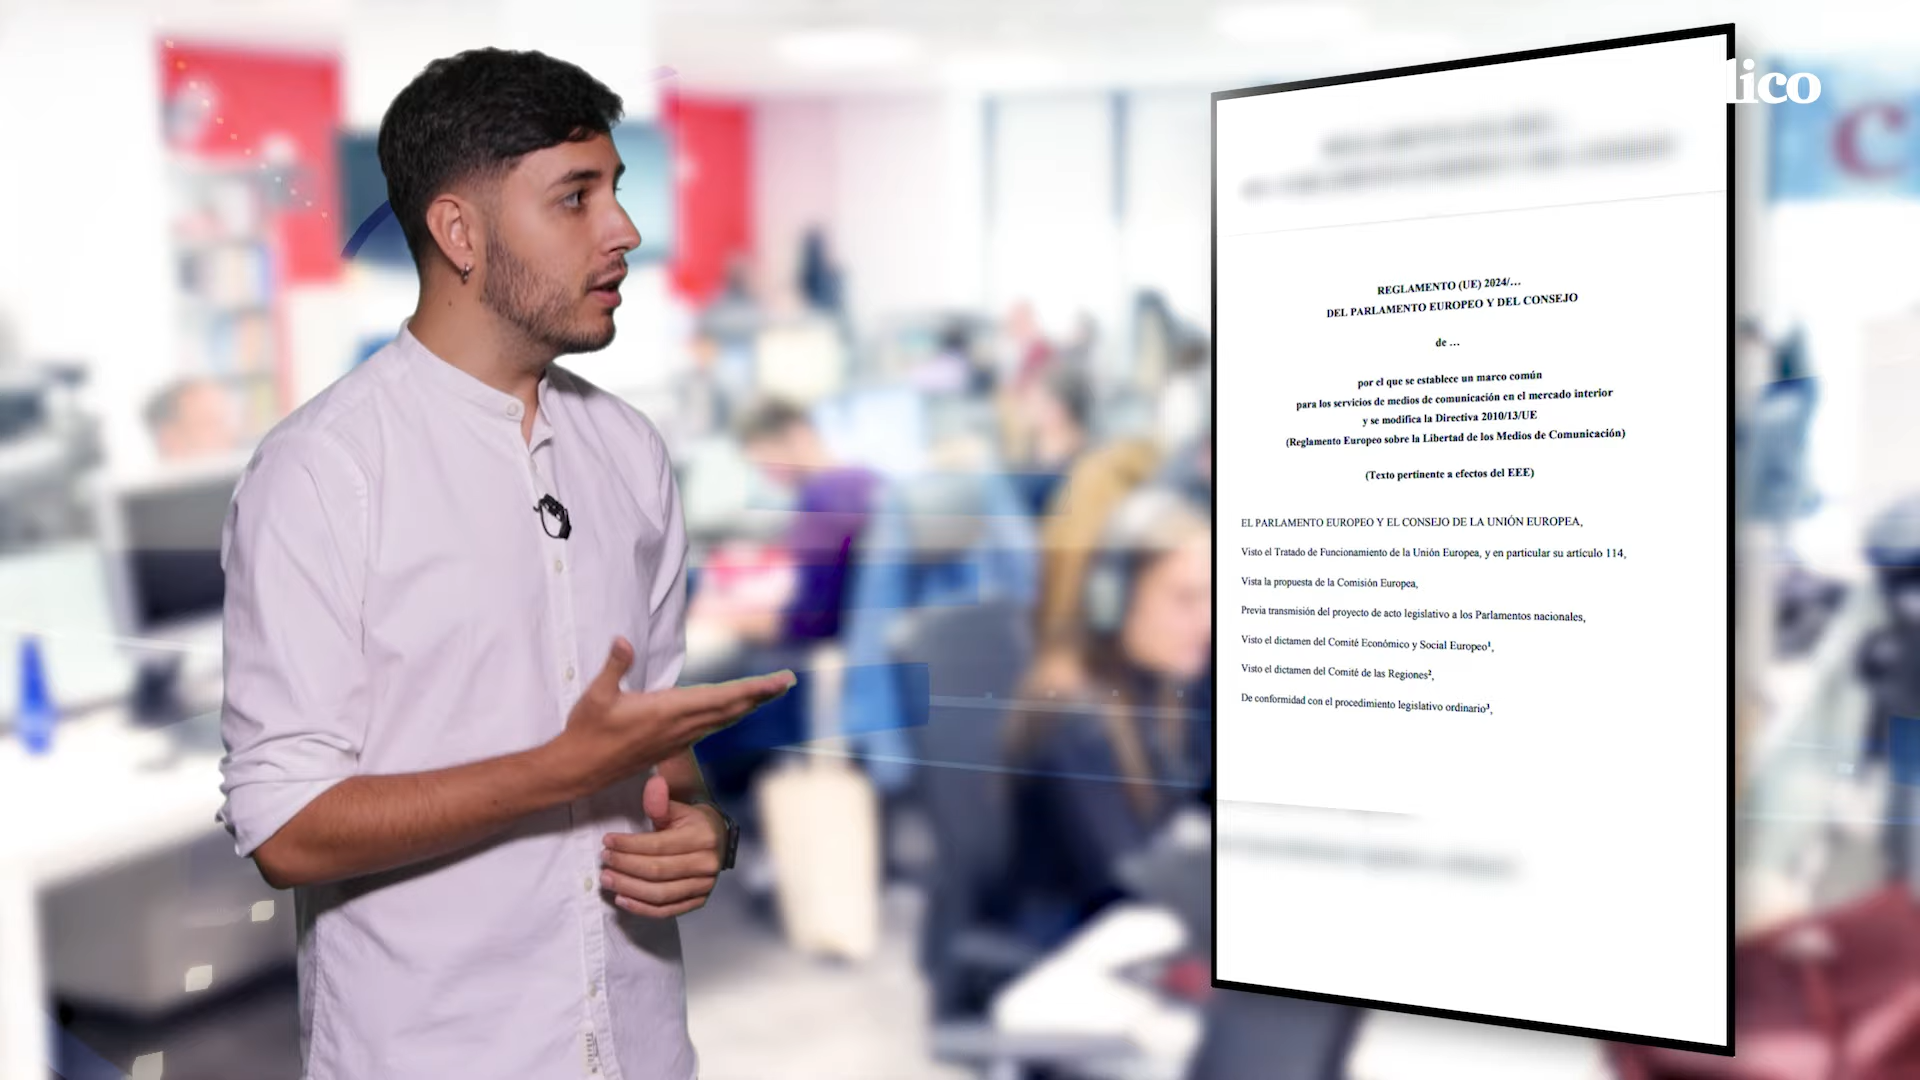 lico
C
REGLAMENTO (UE) 2024/...
DEL PARLAMENTO EUROPEO Y DEL CONSEJO
de ...
por el que se establece un marco común
para los servicios de medios de comunicación en el mercado interior
y se modifica la Directiva 2010/13/UE
(Reglamento Europeo sobre la Libertad de los Medios de Comunicación)
(Texto pertinente a efectos del EEE)
EL PARLAMENTO EUROPEO Y EL CONSEJO DE LA UNIÓN EUROPEA,
Visto el Tratado de Funcionamiento de la Unión Europea, y en particular su artículo 114,
Vista la propuesta de la Comisión Europea,
Previa transmisión del proyecto de acto legislativo a los Parlamentos nacionales,
Visto el dictamen del Comité Económico y Social Europeo¹,
Visto el dictamen del Comité de las Regiones²,
De conformidad con el procedimiento legislativo ordinario³,